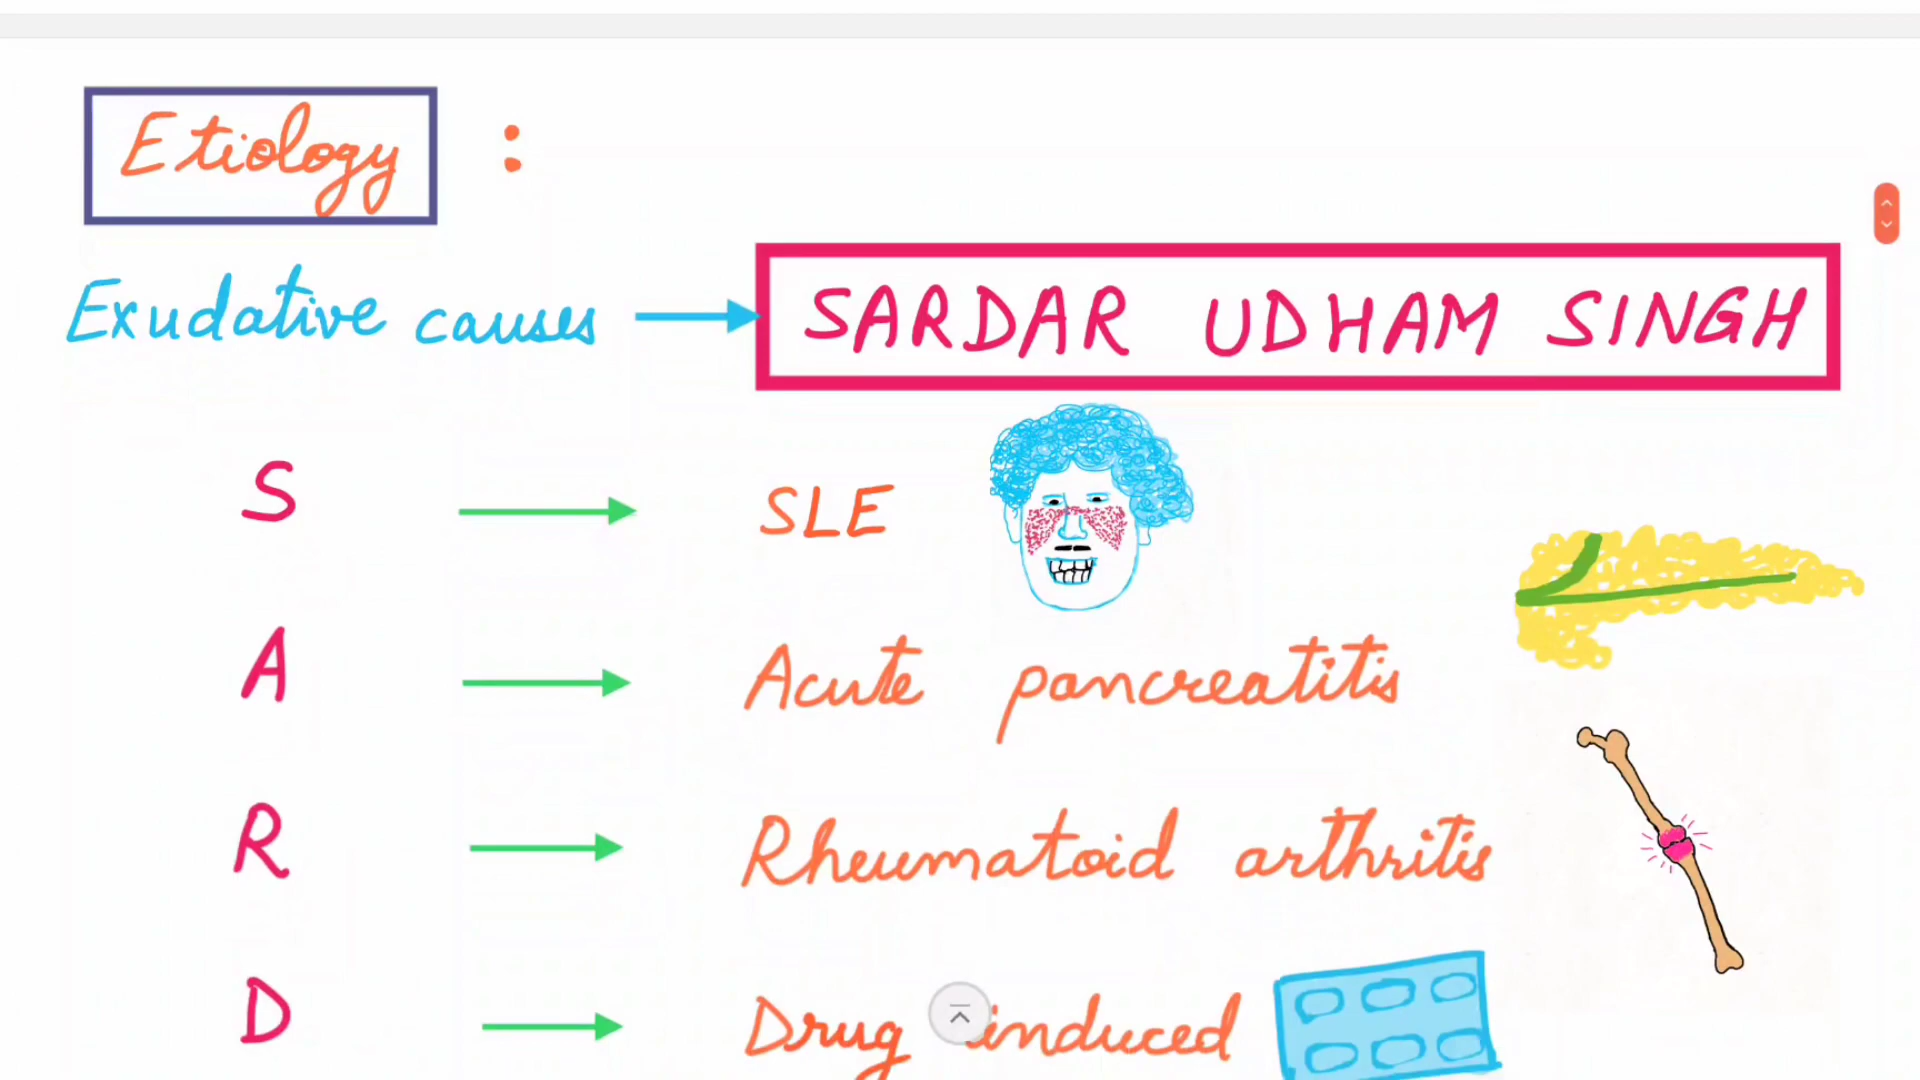 Etiology :
Exudative causes → SARDAR UDHAM SINGH
S → SLE
A → Acute pancreatitis
R → Rheumatoid arthritis
D → Drug induced